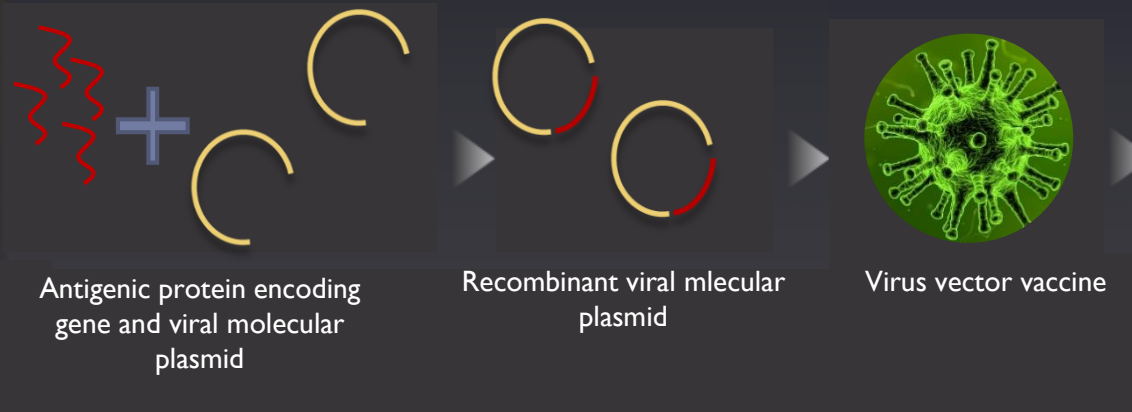 Antigenic protein encoding
gene and viral molecular
plasmid
Recombinant viral mlecular
plasmid
Virus vector vaccine